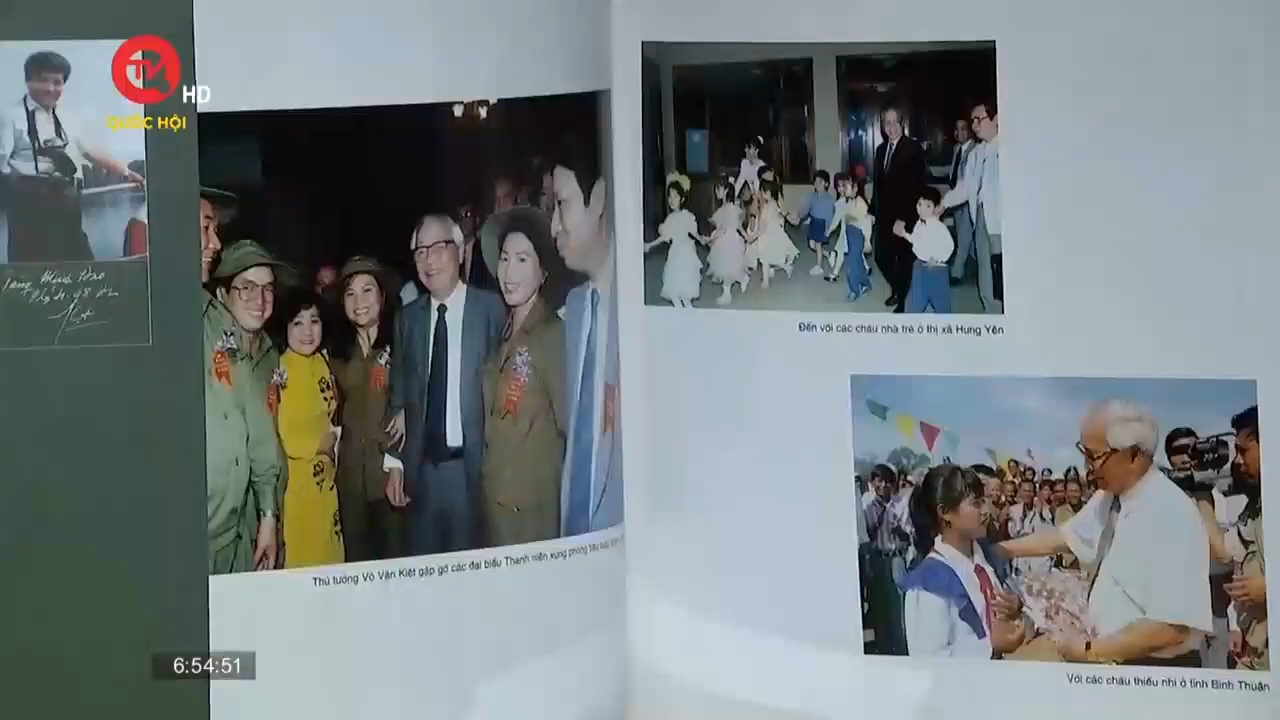 HD
QUỐC HỘI
Thủ tướng Võ Văn Kiệt gặp gỡ các đại biểu Thanh niên xung phong
Đến với các cháu nhà trẻ ở thị xã Hưng Yên
Với các cháu thiếu nhi ở tỉnh Bình Thuận
6:54:51